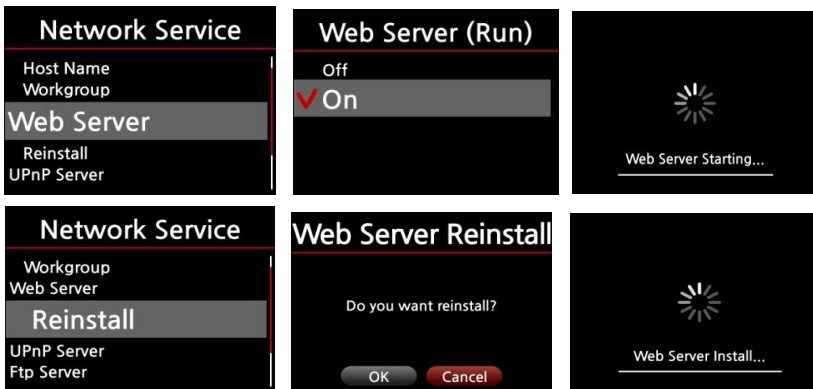 Network Service
Host Name
Workgroup
Web Server
Reinstall
UPnP Server
Web Server (Run)
Off
On
Web Server Starting...
Network Service
Workgroup
Web Server
Reinstall
UPnP Server
Ftp Server
Web Server Reinstall
Do you want reinstall?
OK Cancel
Web Server Install...